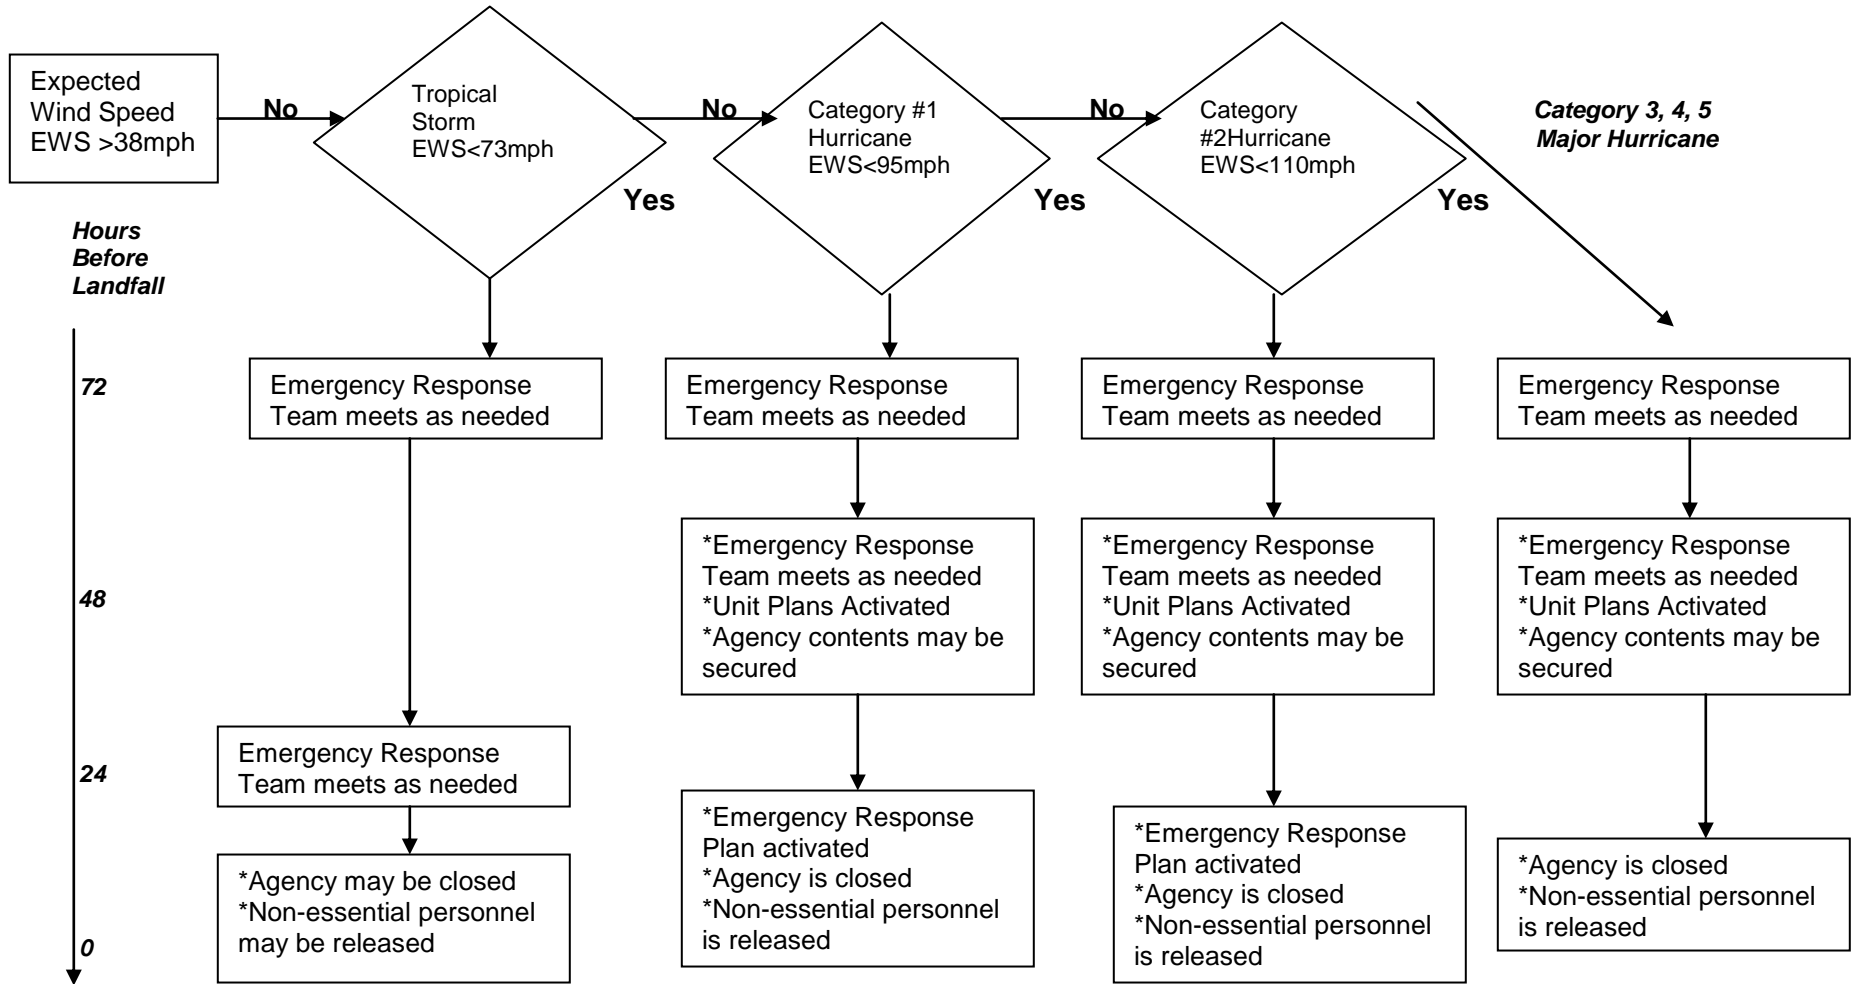 Expected
Wind Speed
EWS >38mph
No
Tropical
Storm
EWS<73mph
Yes
No
Category #1
Hurricane
EWS<95mph
Yes
No
Category
#2Hurricane
EWS<110mph
Yes
Category 3, 4, 5
Major Hurricane
Hours
Before
Landfall
72
48
24
0
Emergency Response
Team meets as needed
Emergency Response
Team meets as needed
*Agency may be closed
*Non-essential personnel
may be released
Emergency Response
Team meets as needed
*Emergency Response
Team meets as needed
*Unit Plans Activated
*Agency contents may be
secured
*Emergency Response
Plan activated
*Agency is closed
*Non-essential personnel
is released
Emergency Response
Team meets as needed
*Emergency Response
Team meets as needed
*Unit Plans Activated
*Agency contents may be
secured
*Emergency Response
Plan activated
*Agency is closed
*Non-essential personnel
is released
Emergency Response
Team meets as needed
*Emergency Response
Team meets as needed
*Unit Plans Activated
*Agency contents may be
secured
*Agency is closed
*Non-essential personnel
is released